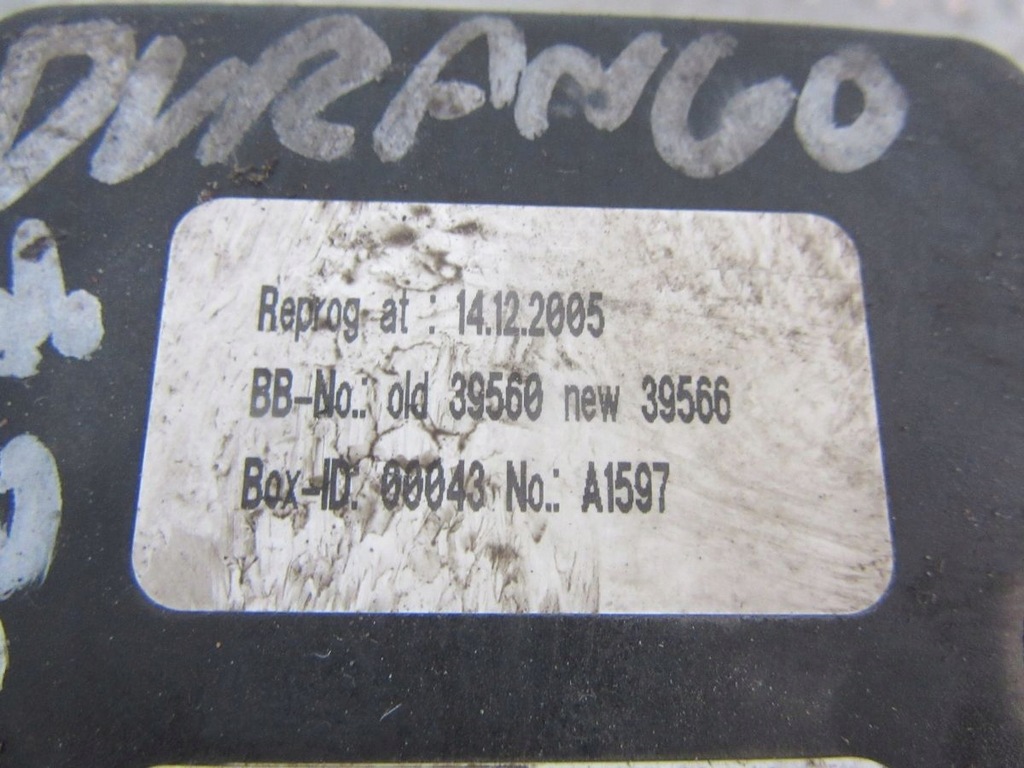 DURANGO
Reprog at : 14.12.2005
BB-No.: old 39560 new 39566
Box-ID: 00043 No.: A1597